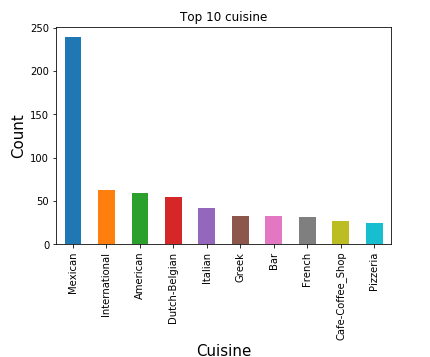 Top 10 cuisine
Count
250
200
150
100
50
0
Mexican
International
American
Dutch-Belgian
Italian
Greek
Bar
French
Cafe-Coffee_Shop
Pizzeria
Cuisine